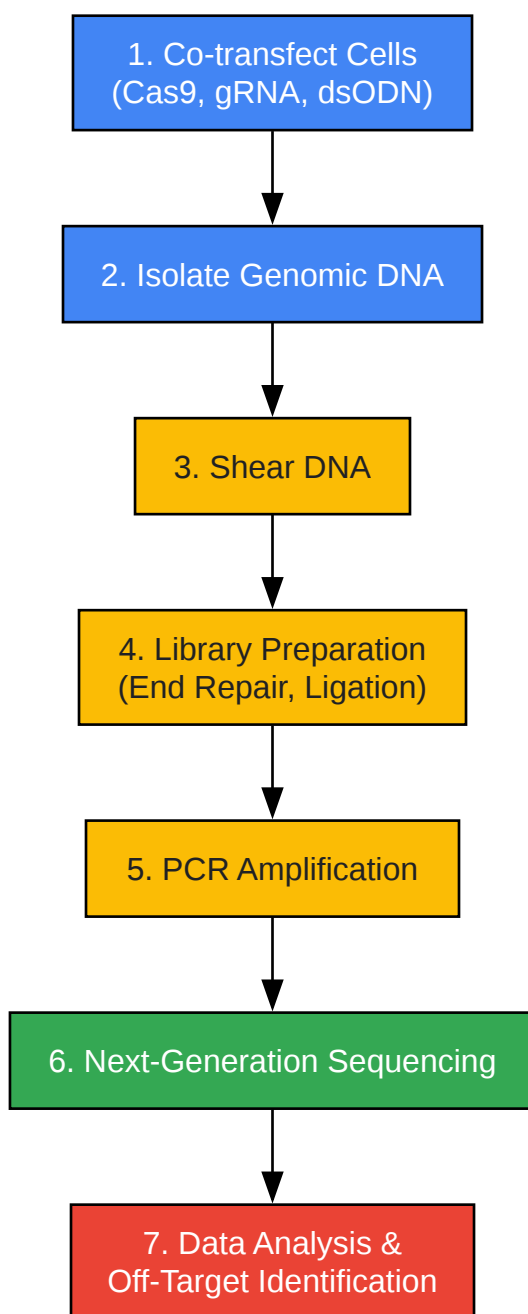 1. Co-transfect Cells
(Cas9, gRNA, dsODN)
2. Isolate Genomic DNA
3. Shear DNA
4. Library Preparation
(End Repair, Ligation)
5. PCR Amplification
6. Next-Generation Sequencing
7. Data Analysis &
Off-Target Identification